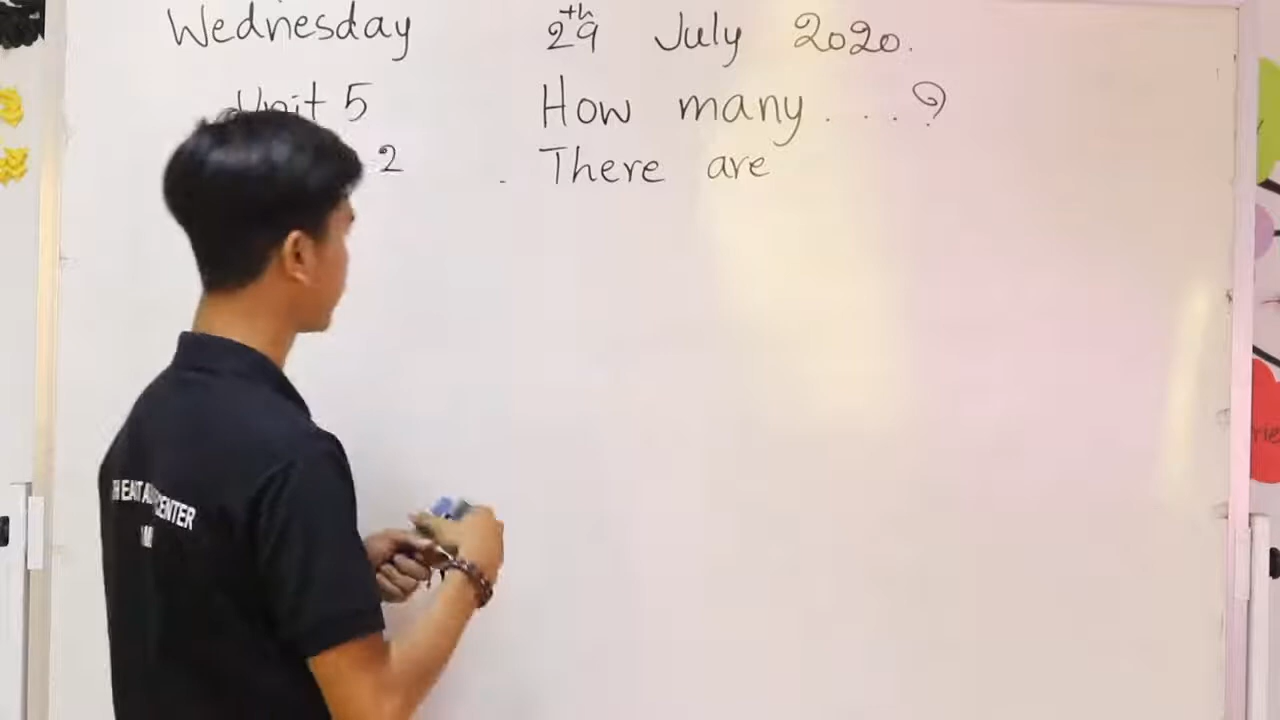 Wednesday 29th July 2020.
Unit 5 How many . . . ?
2 . There are
CENTER